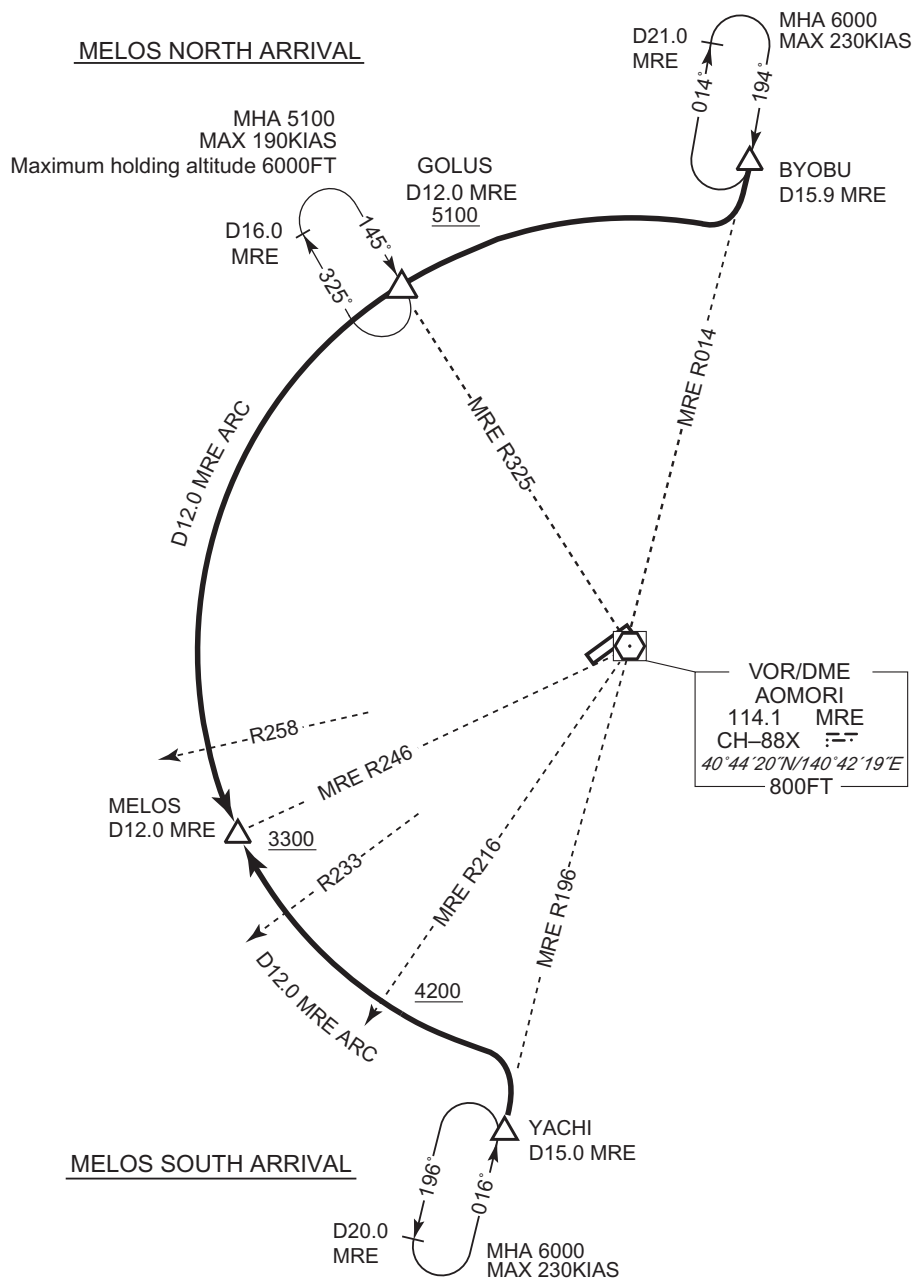 MELOS NORTH ARRIVAL
MHA 6000
MAX 230KIAS
D21.0
MRE
014°
194°
BYOBU
D15.9 MRE
MHA 5100
MAX 190KIAS
Maximum holding altitude 6000FT
GOLUS
D12.0 MRE
5100
D16.0
MRE
145°
325°
MRE R014
MRE R325
D12.0 MRE ARC
VOR/DME
AOMORI
114.1 MRE
CH–88X
40°44´20˝N/140°42´19˝E
800FT
R258
MRE R246
MELOS
D12.0 MRE
3300
R233
MRE R216
MRE R196
D12.0 MRE ARC
4200
YACHI
D15.0 MRE
MELOS SOUTH ARRIVAL
196°
016°
D20.0
MRE
MHA 6000
MAX 230KIAS